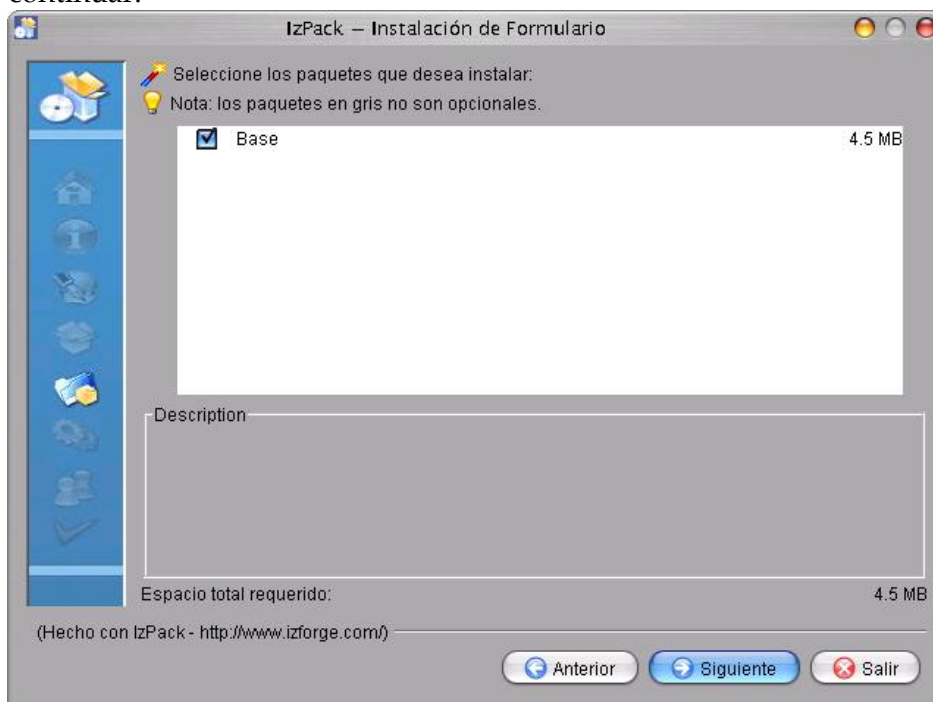 continuar.
IzPack – Instalación de Formulario
Seleccione los paquetes que desea instalar:
Nota: los paquetes en gris no son opcionales.
Base 4.5 MB
Description
Espacio total requerido: 4.5 MB
(Hecho con IzPack - http://www.izforge.com/)
Anterior Siguiente Salir